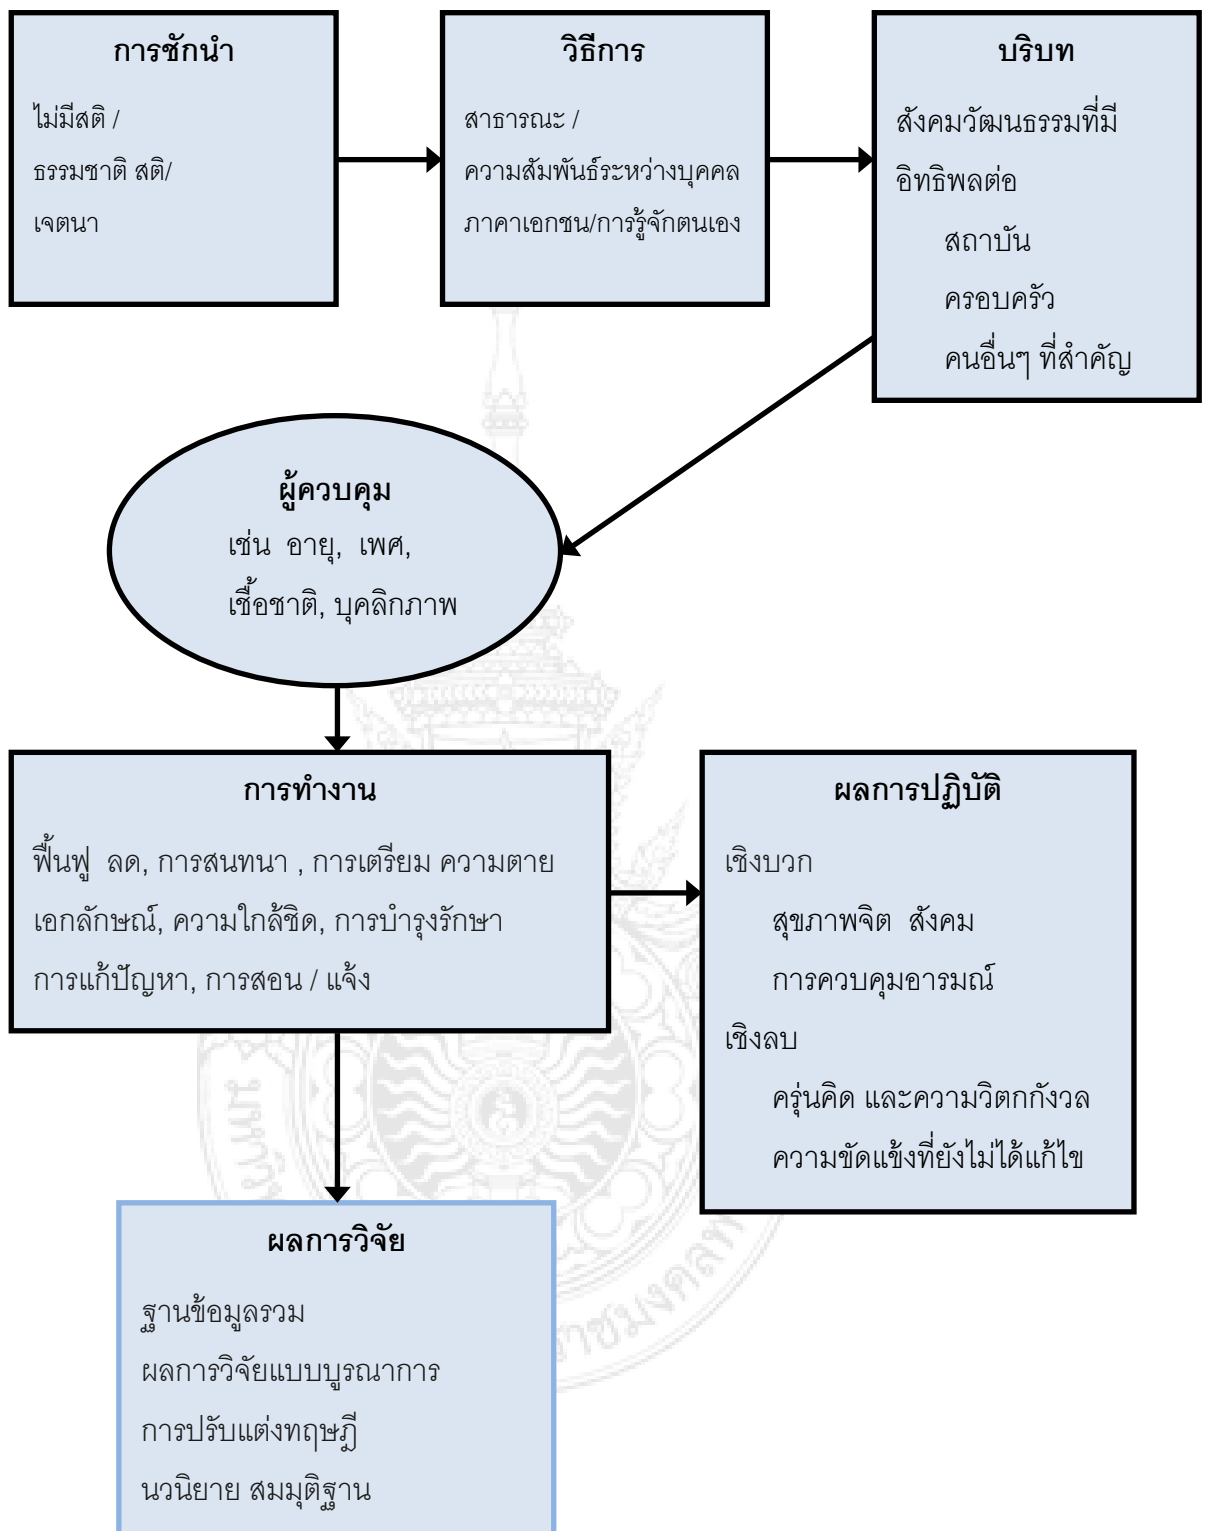 การชักนำ
ไม่มีสติ /
ธรรมชาติ สติ/
เจตนา
วิธีการ
สาธารณะ /
ความสัมพันธ์ระหว่างบุคคล
ภาคาเอกชน/การรู้จักตนเอง
บริบท
สังคมวัฒนธรรมที่มี
อิทธิพลต่อ
สถาบัน
ครอบครัว
คนอื่นๆ ที่สำคัญ
ผู้ควบคุม
เช่น อายุ, เพศ,
เชื้อชาติ, บุคลิกภาพ
การทำงาน
ฟื้นฟู ลด, การสนทนา , การเตรียม ความตาย
เอกลักษณ์, ความใกล้ชิด, การบำรุงรักษา
การแก้ปัญหา, การสอน / แจ้ง
ผลการปฏิบัติ
เชิงบวก
สุขภาพจิต สังคม
การควบคุมอารมณ์
เชิงลบ
ครุ่นคิด และความวิตกกังวล
ความขัดแข้งที่ยังไม่ได้แก้ไข
ผลการวิจัย
ฐานข้อมูลรวม
ผลการวิจัยแบบบูรณาการ
การปรับแต่งทฤษฎี
นวนิยาย สมมุติฐาน